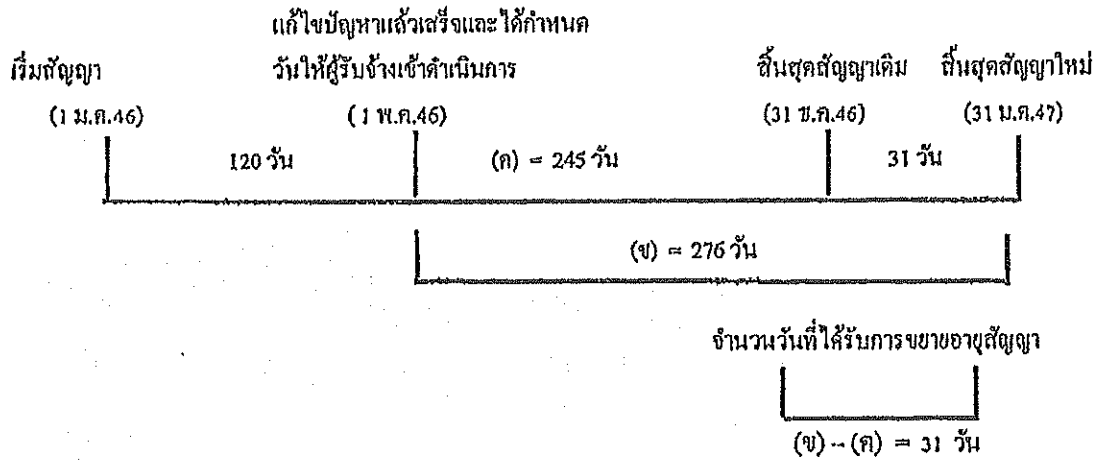 แก้ไขปัญหาแล้วเสร็จและได้กำหนด
เริ่มสัญญา วันให้ผู้รับจ้างเข้าดำเนินการ สิ้นสุดสัญญาเดิม สิ้นสุดสัญญาใหม่
(1 ม.ค.46) (1 พ.ค.46) (31 ธ.ค.46) (31 ม.ค.47)
120 วัน (ค) = 245 วัน 31 วัน
(ข) = 276 วัน
จำนวนวันที่ได้รับการขยายอายุสัญญา
(ข) - (ค) = 31 วัน